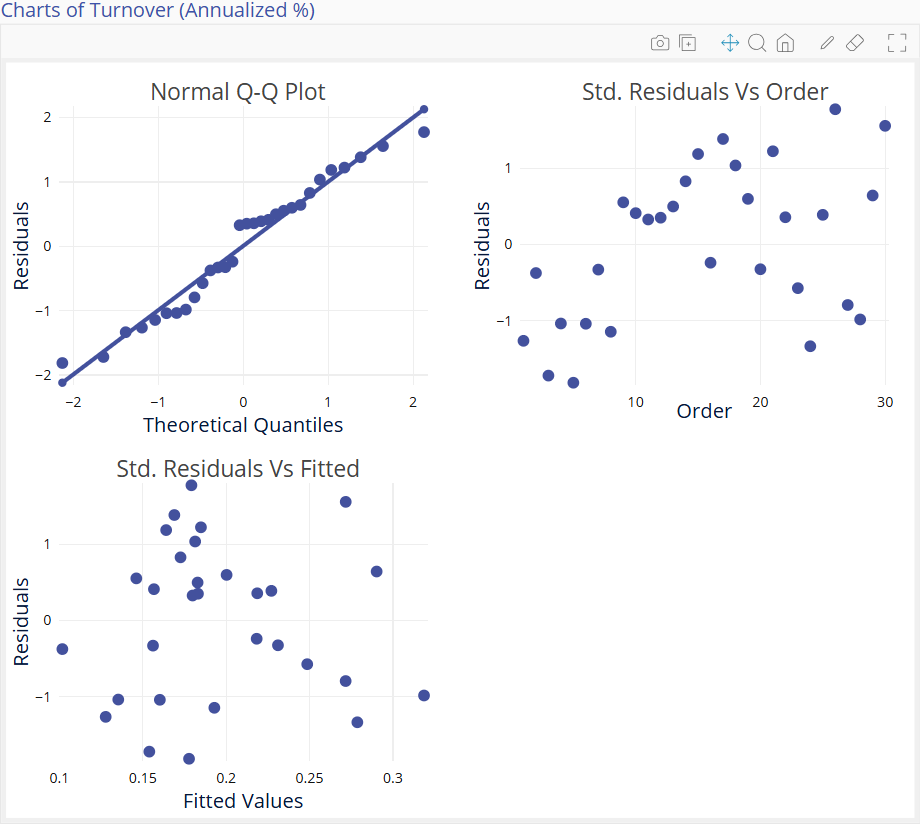 Charts of Turnover (Annualized %)
Normal Q-Q Plot
2
1
0
−1
−2
Residuals
−2 −1 0 1 2
Theoretical Quantiles
Std. Residuals Vs Order
1
0
−1
Residuals
10 20 30
Order
Std. Residuals Vs Fitted
1
0
−1
Residuals
0.1 0.15 0.2 0.25 0.3
Fitted Values